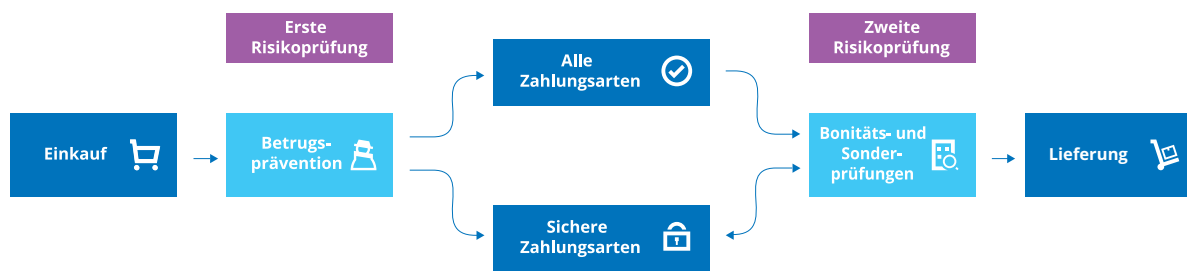 Erste
Risikoprüfung
Zweite
Risikoprüfung
Alle
Zahlungsarten
Einkauf
Betrugs-
prävention
Bonitäts- und
Sonder-
prüfungen
Lieferung
Sichere
Zahlungsarten